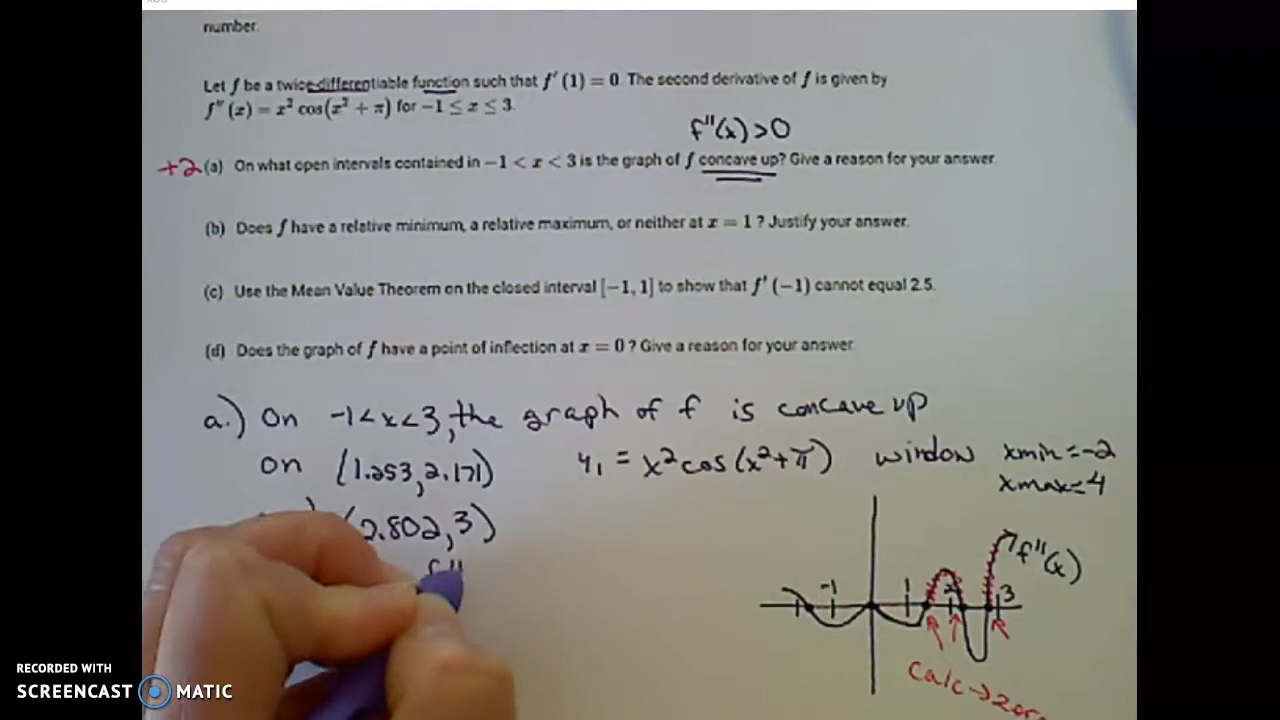 number.
Let f be a twice-differentiable function such that f′(1) = 0. The second derivative of f is given by
f″(x) = x² cos(x² + π) for −1 ≤ x ≤ 3.
f″(x) > 0
+2 (a) On what open intervals contained in −1 < x < 3 is the graph of f concave up? Give a reason for your answer.
(b) Does f have a relative minimum, a relative maximum, or neither at x = 1 ? Justify your answer.
(c) Use the Mean Value Theorem on the closed interval [−1, 1] to show that f′(−1) cannot equal 2.5.
(d) Does the graph of f have a point of inflection at x = 0 ? Give a reason for your answer.
a.) On -1<x<3, the graph of f is concave up
on (1.253, 2.171) y₁ = x²cos(x²+π) window xmin=-2
xmax=4
(2.802, 3)
f″
f″(x)
-1 1 2 3
calc→zero
RECORDED WITH
SCREENCAST O MATIC